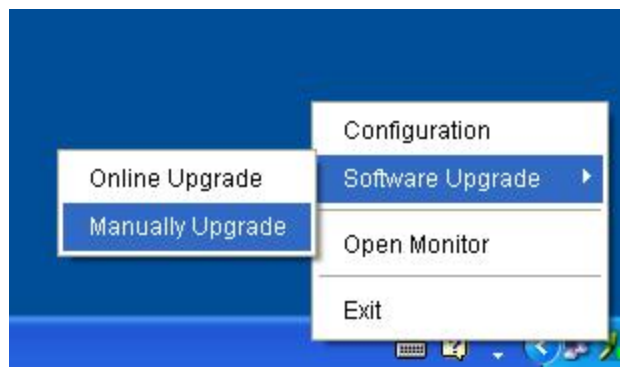 Configuration
Software Upgrade
Online Upgrade
Manually Upgrade
Open Monitor
Exit